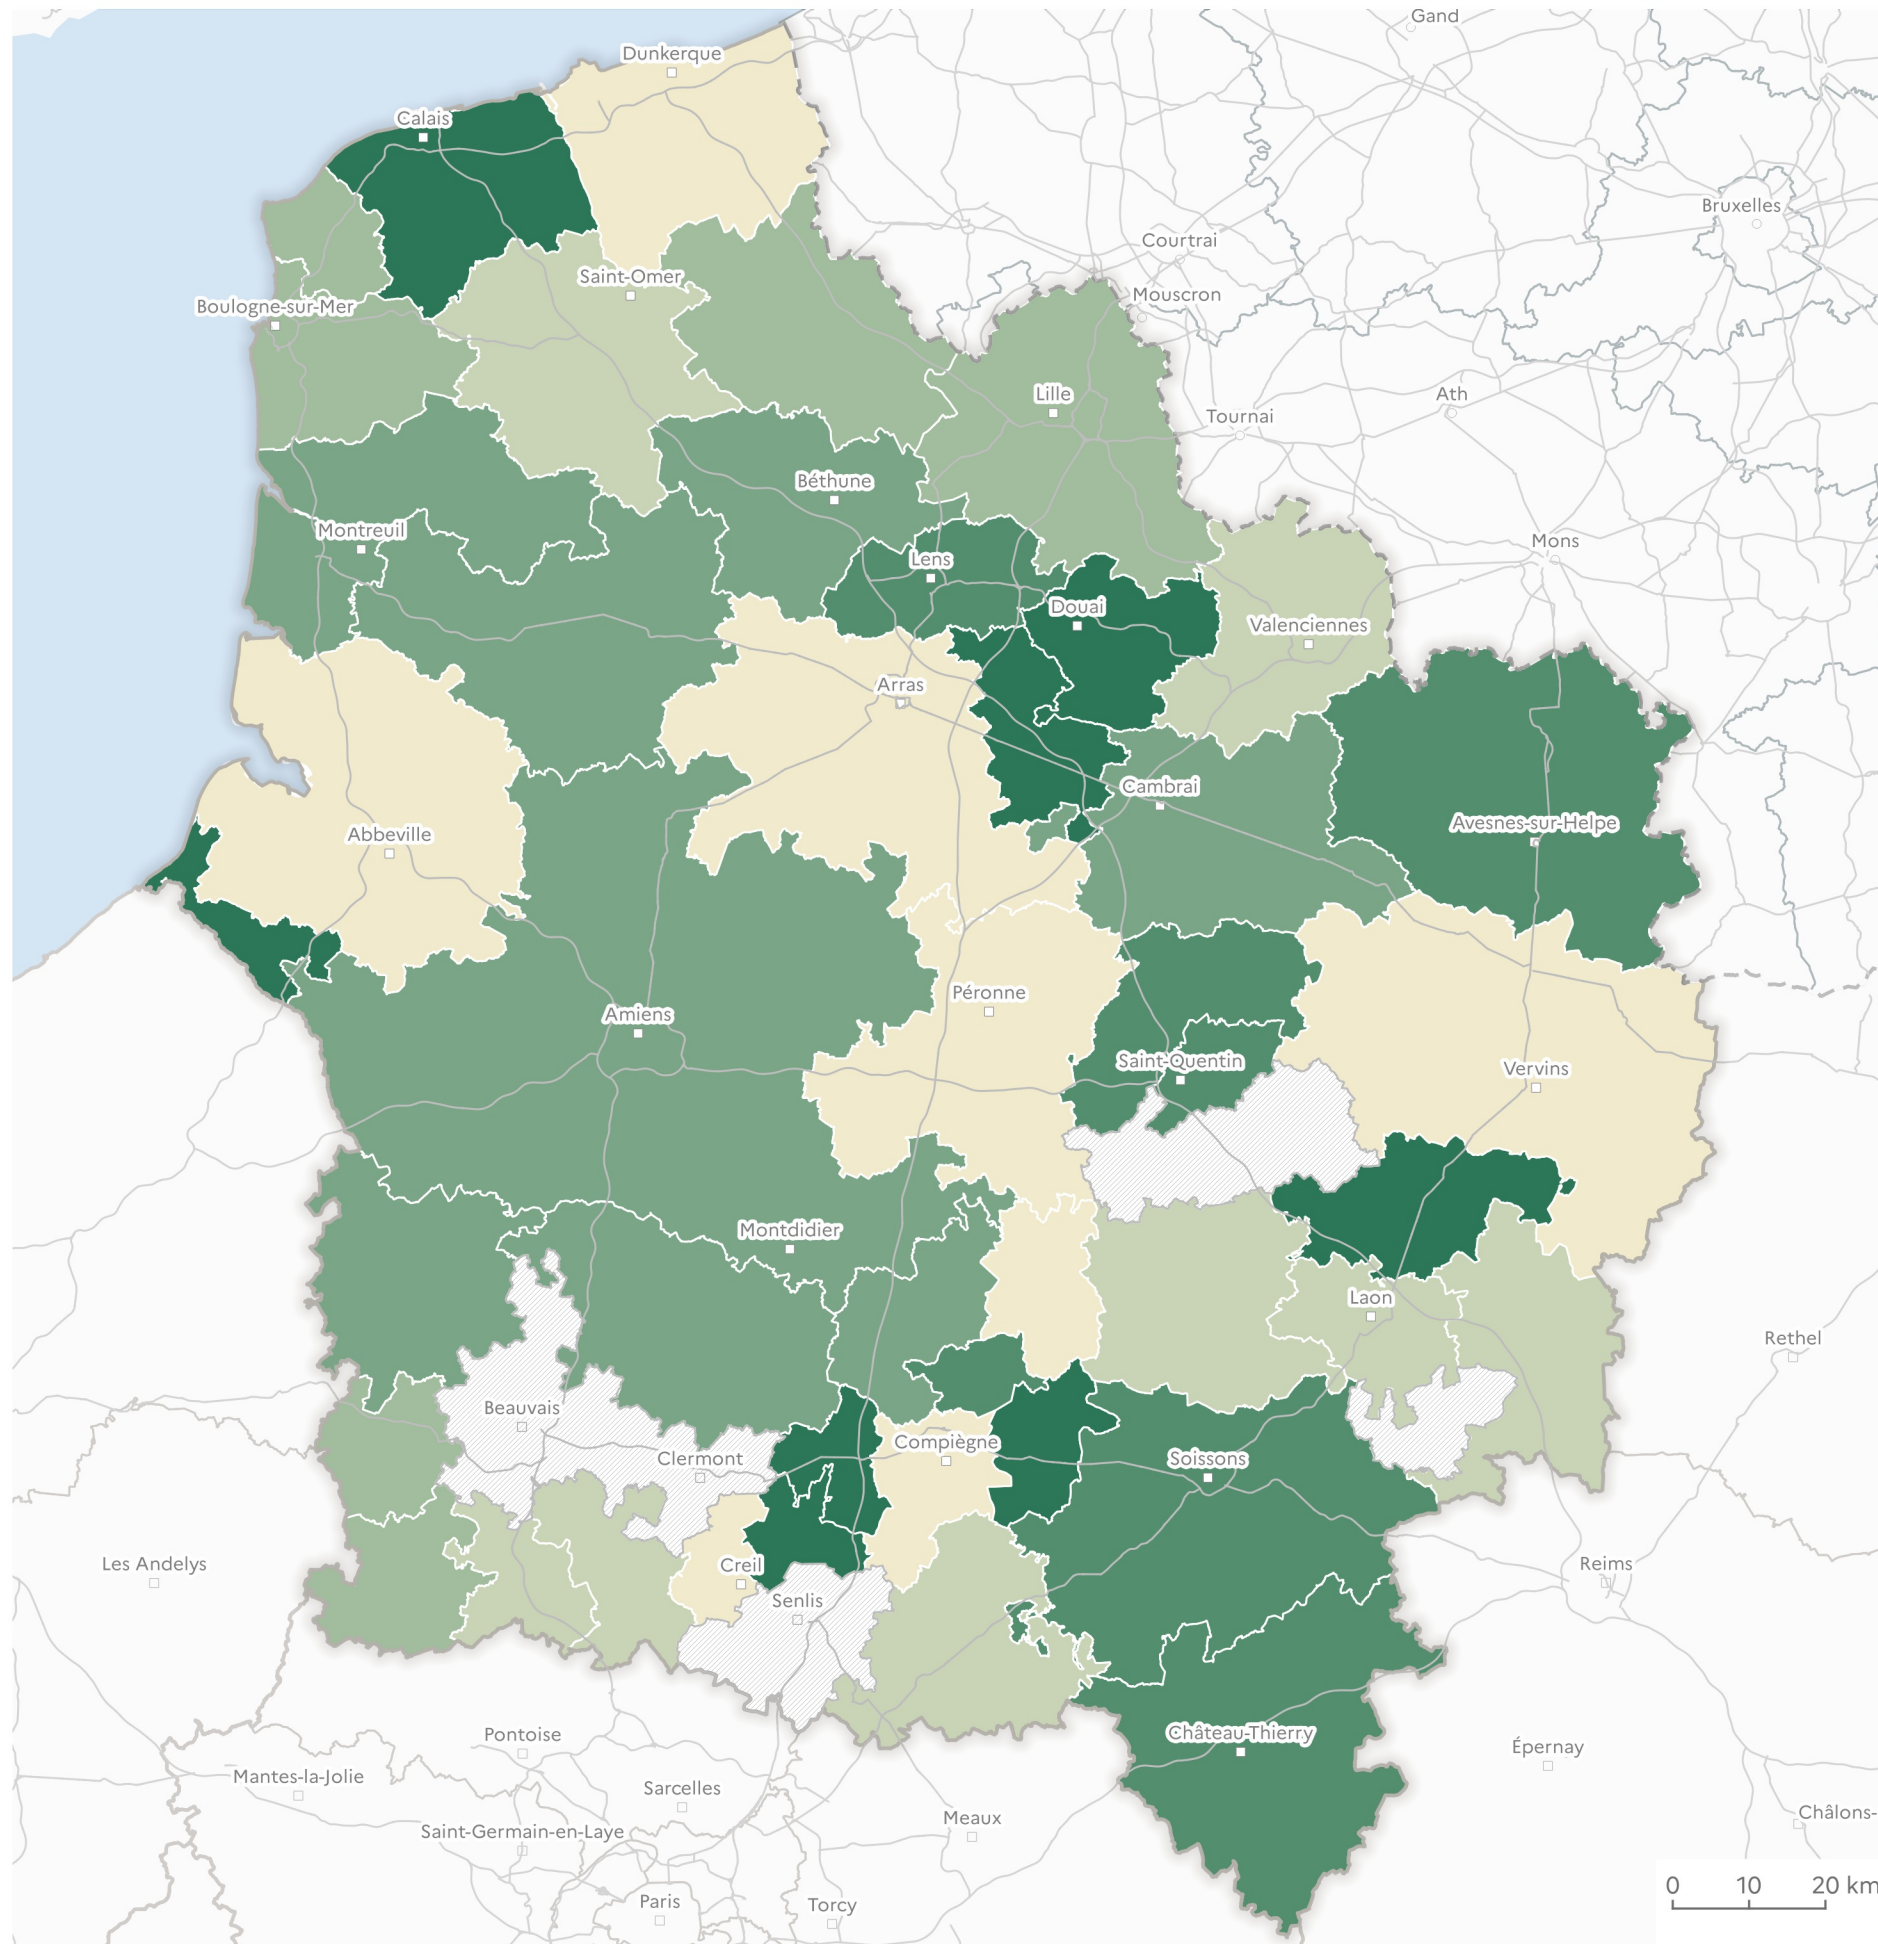 Gand
Dunkerque
Calais
Bruxelles
Courtrai
Saint-Omer
Mouscron
Boulogne-sur-Mer
Lille
Ath
Tournai
Béthune
Montreuil
Mons
Lens
Douai
Valenciennes
Arras
Cambrai
Avesnes-sur-Helpe
Abbeville
Péronne
Amiens
Saint-Quentin
Vervins
Montdidier
Laon
Rethel
Beauvais
Compiègne
Clermont
Soissons
Les Andelys
Creil
Reims
Senlis
Pontoise
Château-Thierry
Épernay
Mantes-la-Jolie
Sarcelles
Meaux
Châlons-
Saint-Germain-en-Laye
Paris
Torcy
0 10 20 km